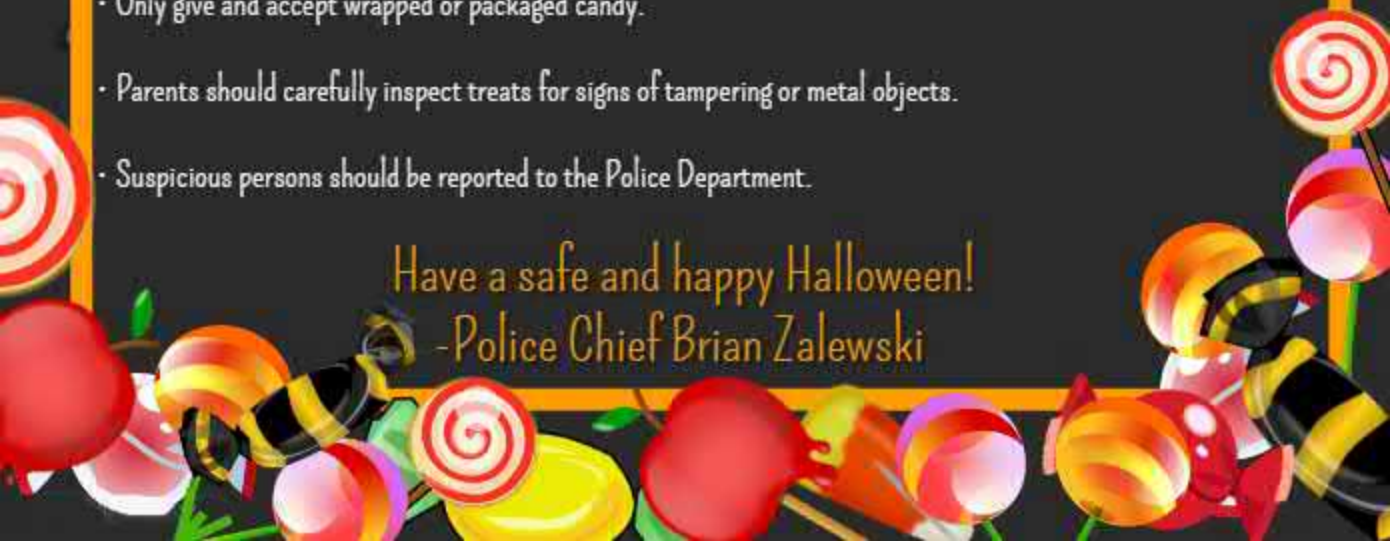 · Only give and accept wrapped or packaged candy.
· Parents should carefully inspect treats for signs of tampering or metal objects.
· Suspicious persons should be reported to the Police Department.
Have a safe and happy Halloween!
-Police Chief Brian Zalewski